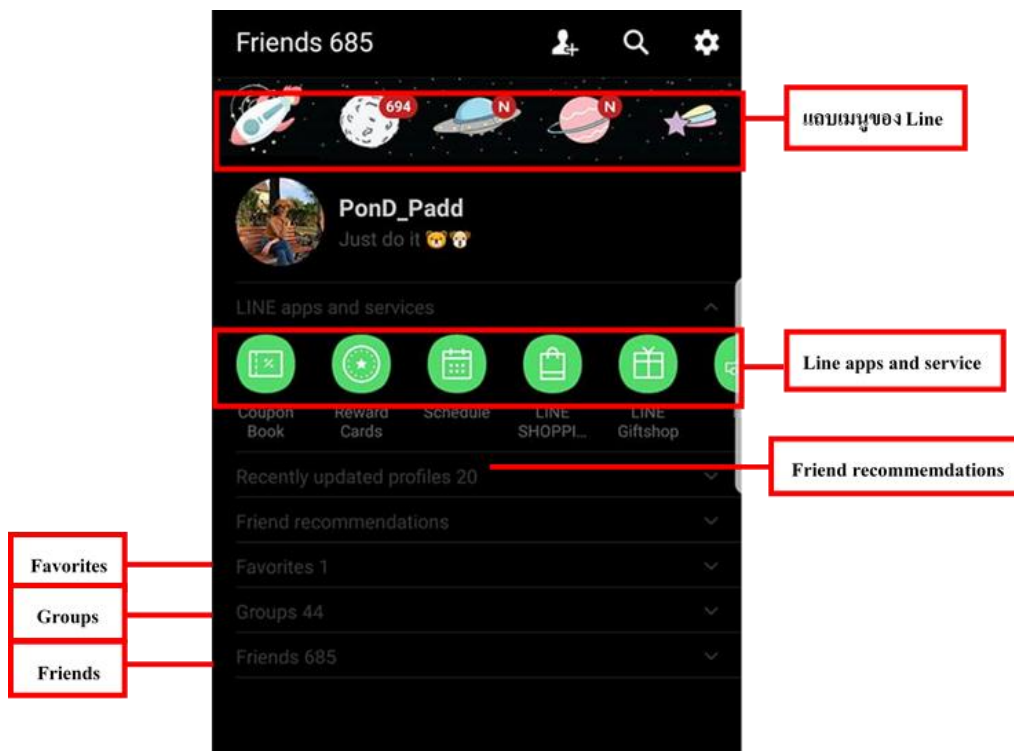 Friends 685
694
N
N
แถบเมนูของ Line
PonD_Padd
Just do it
LINE apps and services
Line apps and service
Coupon Book
Reward Cards
Schedule
LINE SHOPPI...
LINE Giftshop
Friend recommemdations
Recently updated profiles 20
Friend recommendations
Favorites
Favorites 1
Groups
Groups 44
Friends
Friends 685